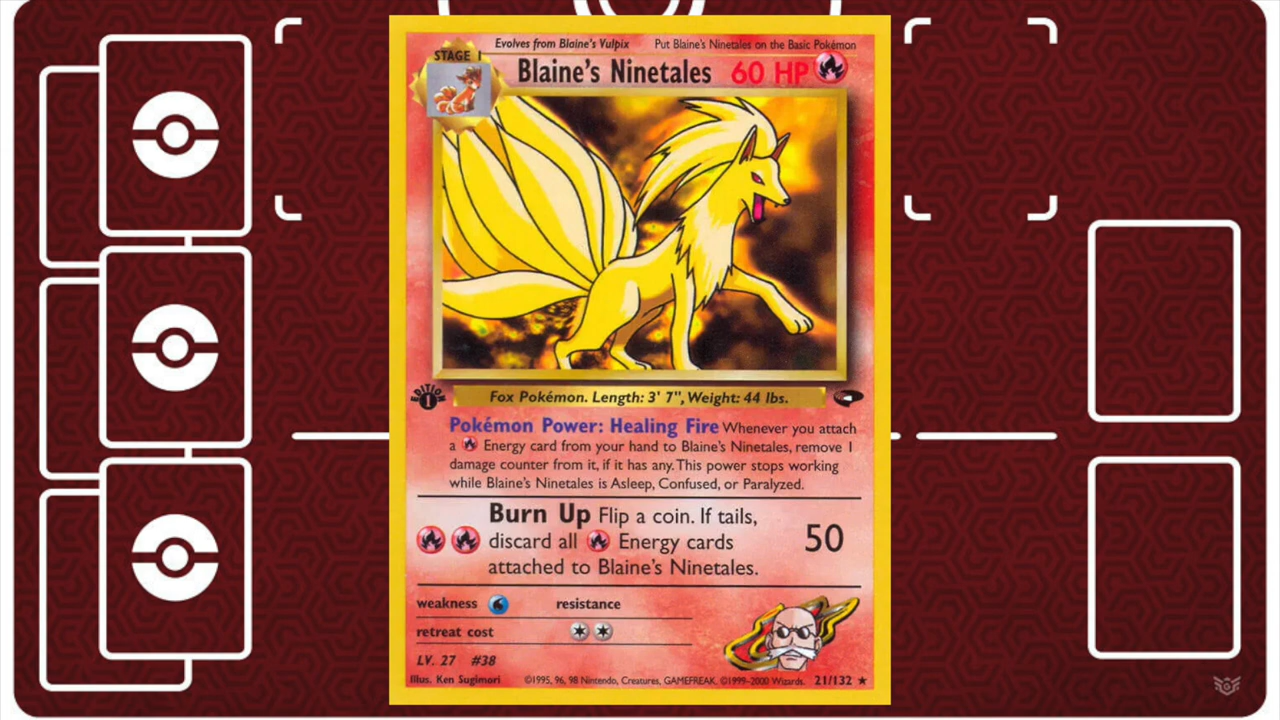 Evolves from Blaine's Vulpix Put Blaine's Ninetales on the Basic Pokémon
STAGE 1
Blaine's Ninetales 60 HP
EDITION
1
Fox Pokémon. Length: 3' 7", Weight: 44 lbs.
Pokémon Power: Healing Fire Whenever you attach
a Energy card from your hand to Blaine's Ninetales, remove 1
damage counter from it, if it has any. This power stops working
while Blaine's Ninetales is Asleep, Confused, or Paralyzed.
Burn Up Flip a coin. If tails,
discard all Energy cards 50
attached to Blaine's Ninetales.
weakness resistance
retreat cost
LV. 27 #38
Illus. Ken Sugimori ©1995, 96, 98 Nintendo, Creatures, GAMEFREAK. ©1999-2000 Wizards. 21/132 ★